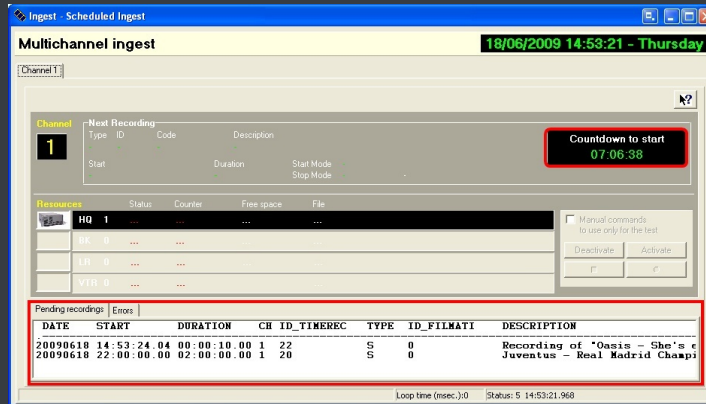 Ingest - Scheduled Ingest
Multichannel ingest
18/06/2009 14:53:21 - Thursday
Channel 1
Channel
1
Next Recording
Type ID Code Description
Start Duration Start Mode
Stop Mode -
Countdown to start
07:06:38
Resources Status Counter Free space File
HQ 1 ... ... ... ...
BK 0 ... ...
LR 0 ... ...
VTR 0 ... ...
Manual commands
to use only for the test
Deactivate Activate
Pending recordings Errors
DATE START DURATION CH ID_TIMEREC TYPE ID_FILMATI DESCRIPTION
20090618 14:53:24.04 00:00:10.00 1 22 S 0 Recording of "Oasis - She's e
20090618 22:00:00.00 02:00:00.00 1 20 S 0 Juventus - Real Madrid Champi
Loop time (msec.):0 Status: 5 14:53:21.968